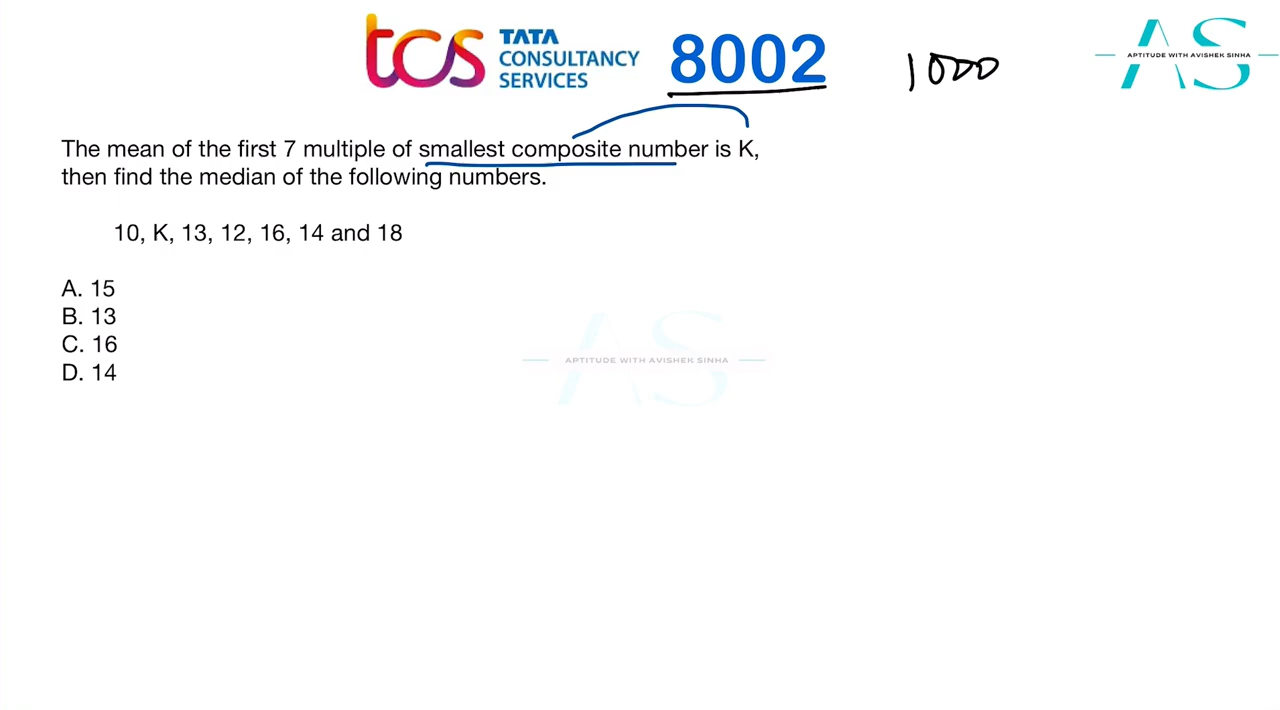 tcs TATA
CONSULTANCY
SERVICES
8002
1000
AS
APTITUDE WITH AVISHEK SINHA
The mean of the first 7 multiple of smallest composite number is K,
then find the median of the following numbers.
10, K, 13, 12, 16, 14 and 18
A. 15
B. 13
C. 16
D. 14
AS
APTITUDE WITH AVISHEK SINHA